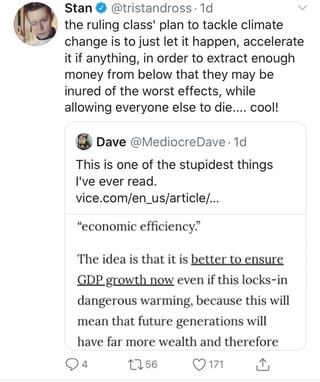 Stan @tristandross · 1d
the ruling class' plan to tackle climate
change is to just let it happen, accelerate
it if anything, in order to extract enough
money from below that they may be
inured of the worst effects, while
allowing everyone else to die.... cool!
Dave @MediocreDave · 1d
This is one of the stupidest things
I've ever read.
vice.com/en_us/article/...
“economic efficiency.”
The idea is that it is better to ensure
GDP growth now even if this locks-in
dangerous warming, because this will
mean that future generations will
have far more wealth and therefore
4 56 171